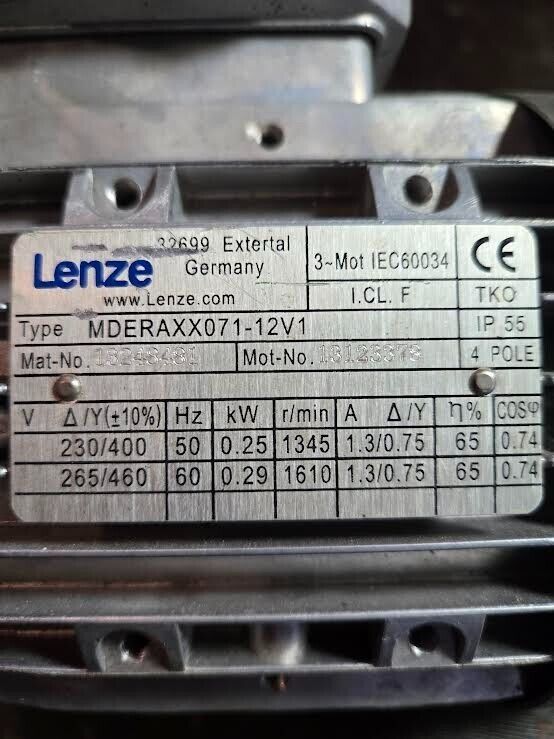 32699 Extertal
Lenze Germany
www.Lenze.com
3~Mot IEC60034
I.CL. F
CE
TKO
Type MDERAXX071-12V1
IP 55
Mat-No. Mot-No.
4 POLE
V Δ/Y(±10%) Hz kW r/min A Δ/Y η% COSφ
230/400 50 0.25 1345 1.3/0.75 65 0.74
265/460 60 0.29 1610 1.3/0.75 65 0.74